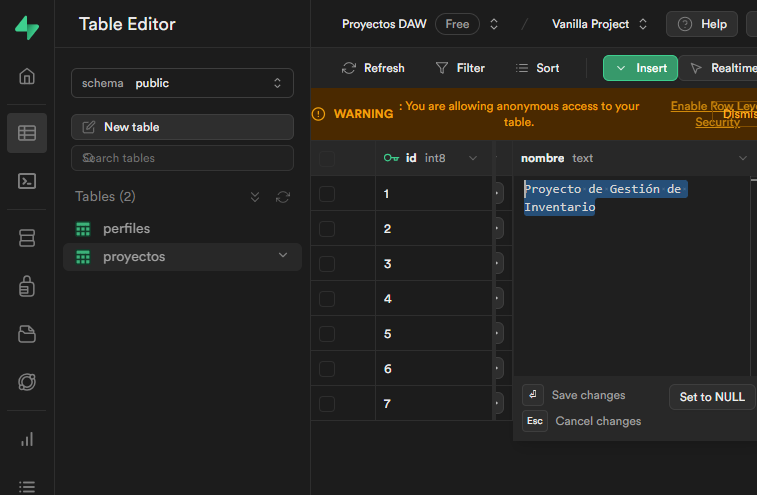 Table Editor
Proyectos DAW Free / Vanilla Project Help
schema public
Refresh Filter Sort Insert Realtime
WARNING : You are allowing anonymous access to your table.
Enable Row Leve
Security
Dismis
New table
Search tables
Tables (2)
perfiles
proyectos
id int8 nombre text
1 Proyecto de Gestión de
Inventario
2
3
4
5
6
7
Save changes Set to NULL
Esc Cancel changes